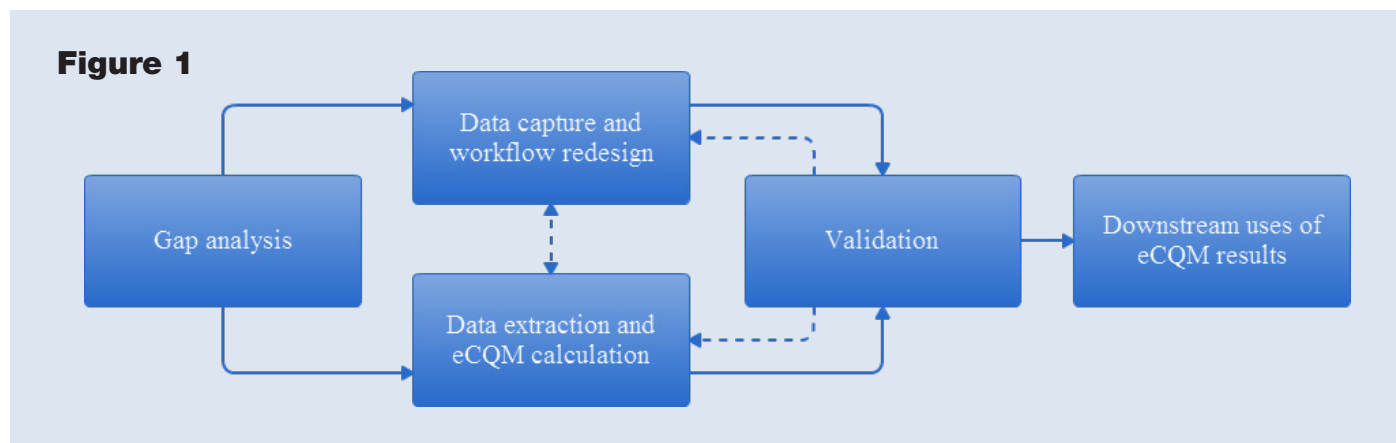 Figure 1
Data capture and
workflow redesign
Gap analysis
Validation
Downstream uses of
eCQM results
Data extraction and
eCQM calculation